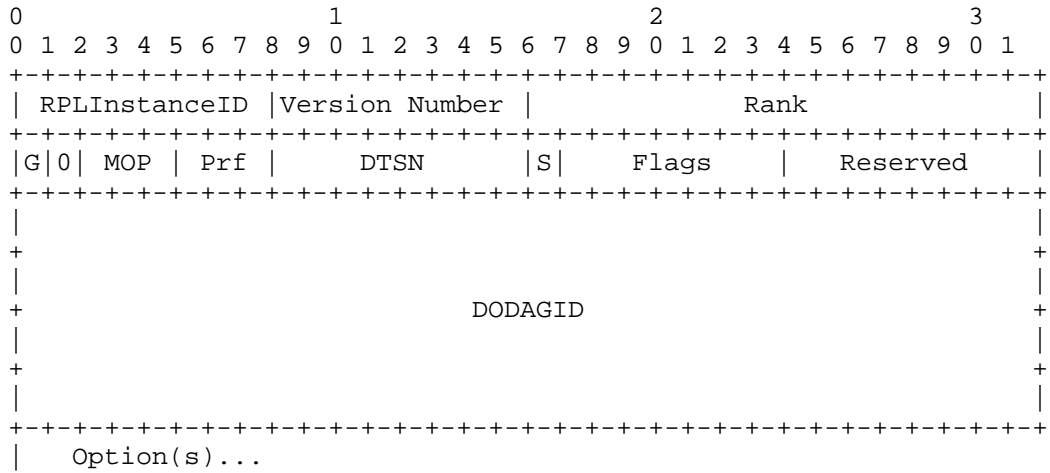 0                   1                   2                   3
0 1 2 3 4 5 6 7 8 9 0 1 2 3 4 5 6 7 8 9 0 1 2 3 4 5 6 7 8 9 0 1
+-+-+-+-+-+-+-+-+-+-+-+-+-+-+-+-+-+-+-+-+-+-+-+-+-+-+-+-+-+-+-+-+
| RPLInstanceID |Version Number |             Rank              |
+-+-+-+-+-+-+-+-+-+-+-+-+-+-+-+-+-+-+-+-+-+-+-+-+-+-+-+-+-+-+-+-+
|G|0| MOP | Prf |     DTSN      |S|    Flags    |   Reserved    |
+-+-+-+-+-+-+-+-+-+-+-+-+-+-+-+-+-+-+-+-+-+-+-+-+-+-+-+-+-+-+-+-+
|                                                               |
+                                                               +
|                                                               |
+                            DODAGID                            +
|                                                               |
+                                                               +
|                                                               |
+-+-+-+-+-+-+-+-+-+-+-+-+-+-+-+-+-+-+-+-+-+-+-+-+-+-+-+-+-+-+-+-+
|   Option(s)...